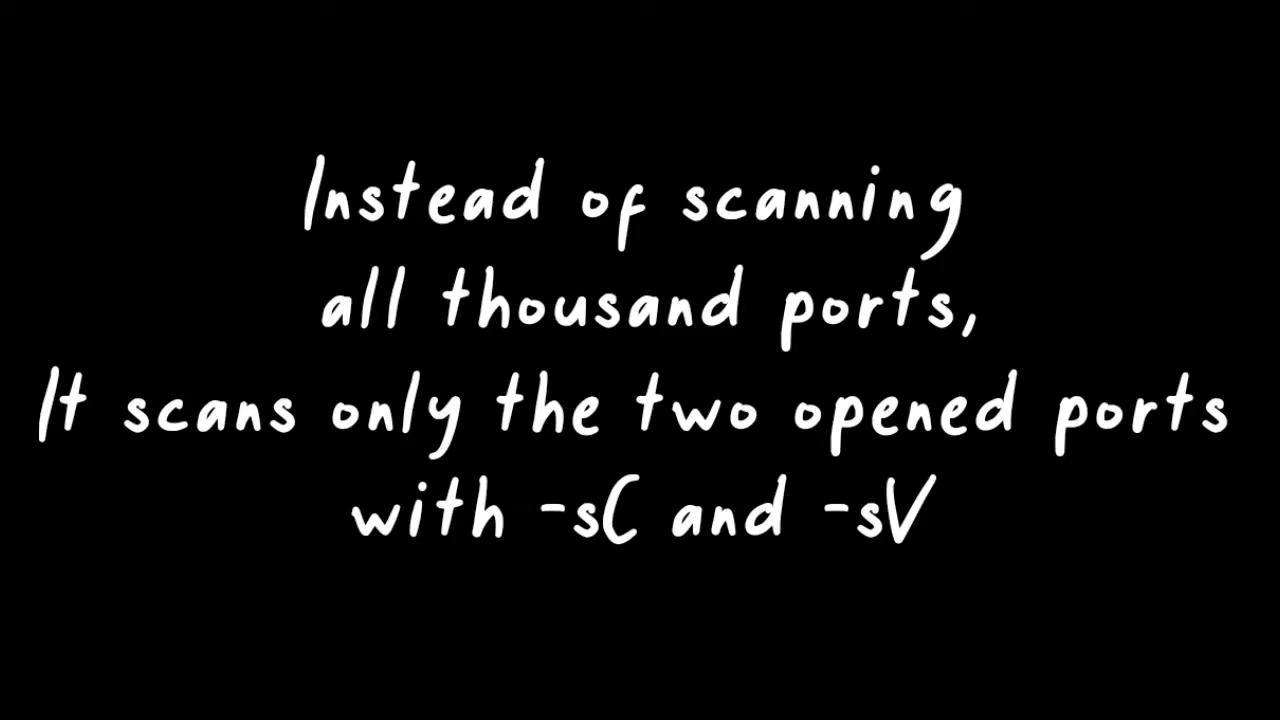 Instead of scanning
all thousand ports,
It scans only the two opened ports
with -sC and -sV